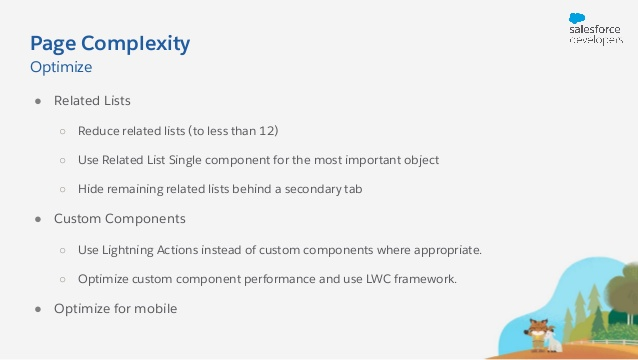 Page Complexity
Optimize
salesforce
developers
● Related Lists
○ Reduce related lists (to less than 12)
○ Use Related List Single component for the most important object
○ Hide remaining related lists behind a secondary tab
● Custom Components
○ Use Lightning Actions instead of custom components where appropriate.
○ Optimize custom component performance and use LWC framework.
● Optimize for mobile